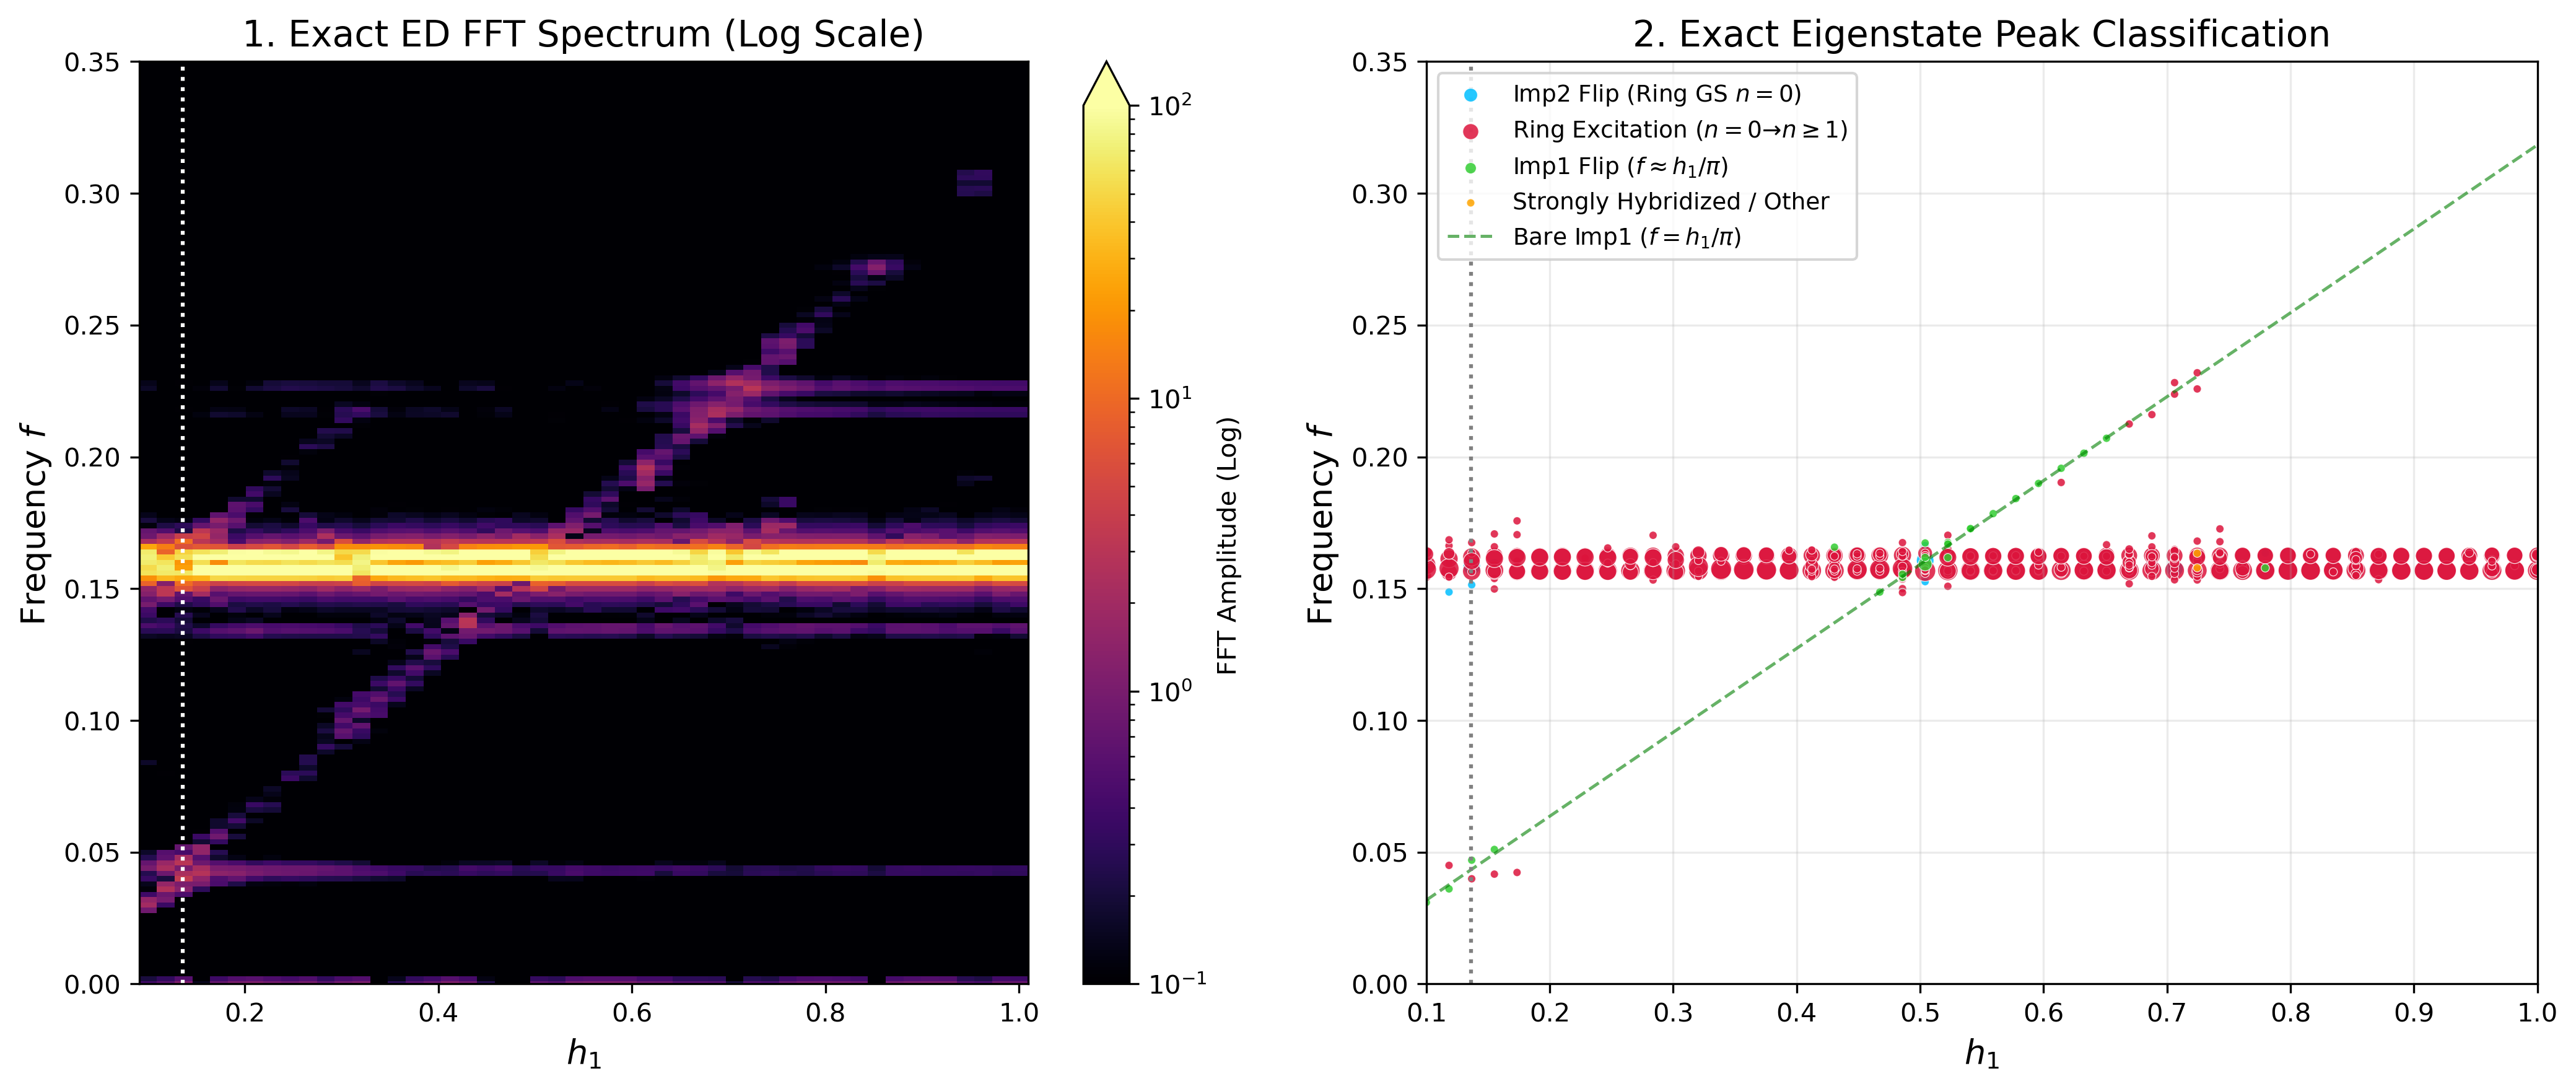 1. Exact ED FFT Spectrum (Log Scale)
0.35
0.30
0.25
0.20
0.15
0.10
0.05
0.00
Frequency f
0.2
0.4
0.6
0.8
1.0
h₁
10²
10¹
10⁰
10⁻¹
FFT Amplitude (Log)
2. Exact Eigenstate Peak Classification
Imp2 Flip (Ring GS n = 0)
Ring Excitation (n = 0→n ≥ 1)
Imp1 Flip (f ≈ h₁/π)
Strongly Hybridized / Other
Bare Imp1 (f = h₁/π)
0.35
0.30
0.25
0.20
0.15
0.10
0.05
0.00
Frequency f
0.1
0.2
0.3
0.4
0.5
0.6
0.7
0.8
0.9
1.0
h₁